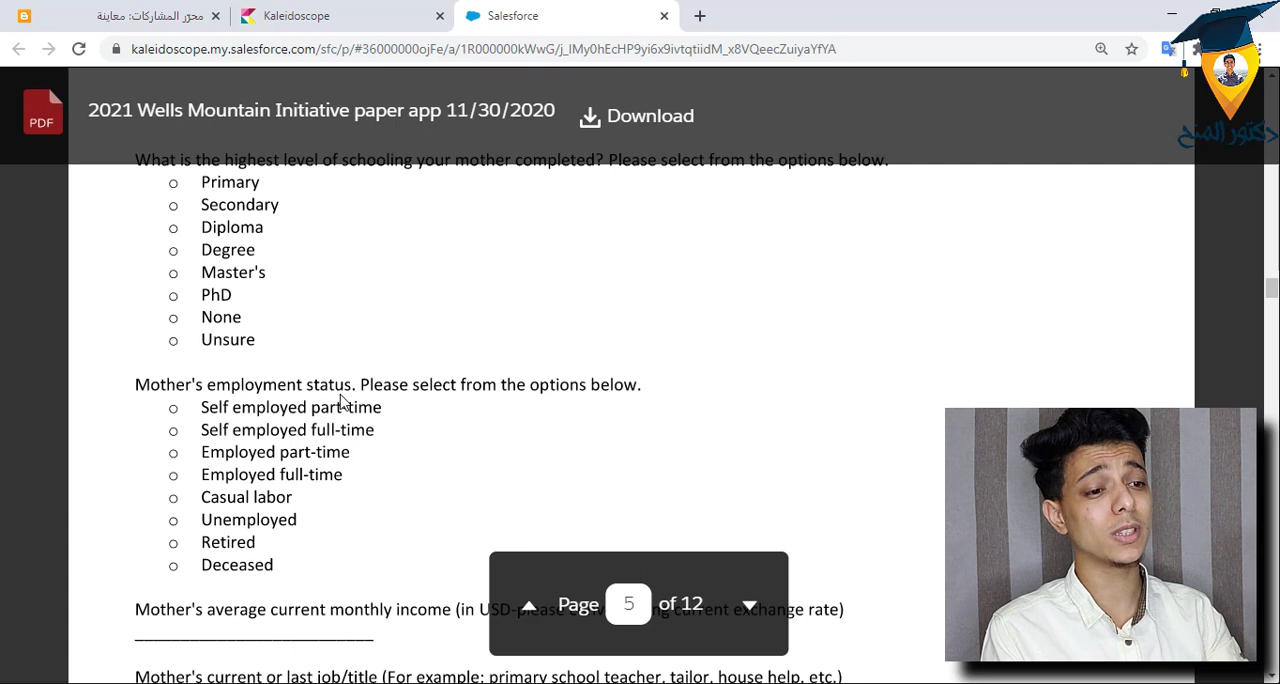 محرّر المشاركات: معاينة
Kaleidoscope
Salesforce
kaleidoscope.my.salesforce.com/sfc/p/#36000000ojFe/a/1R000000kWwG/j_IMy0hEcHP9yi6x9ivtqtiidM_x8VQeecZuiyaYfYA
PDF
2021 Wells Mountain Initiative paper app 11/30/2020
Download
دكتور المنح
What is the highest level of schooling your mother completed? Please select from the options below.
o Primary
o Secondary
o Diploma
o Degree
o Master's
o PhD
o None
o Unsure
Mother's employment status. Please select from the options below.
o Self employed part-time
o Self employed full-time
o Employed part-time
o Employed full-time
o Casual labor
o Unemployed
o Retired
o Deceased
Page 5 of 12
Mother's average current monthly income (in USD-please current exchange rate)
Mother's current or last job/title (For example: primary school teacher, tailor, house help, etc.)